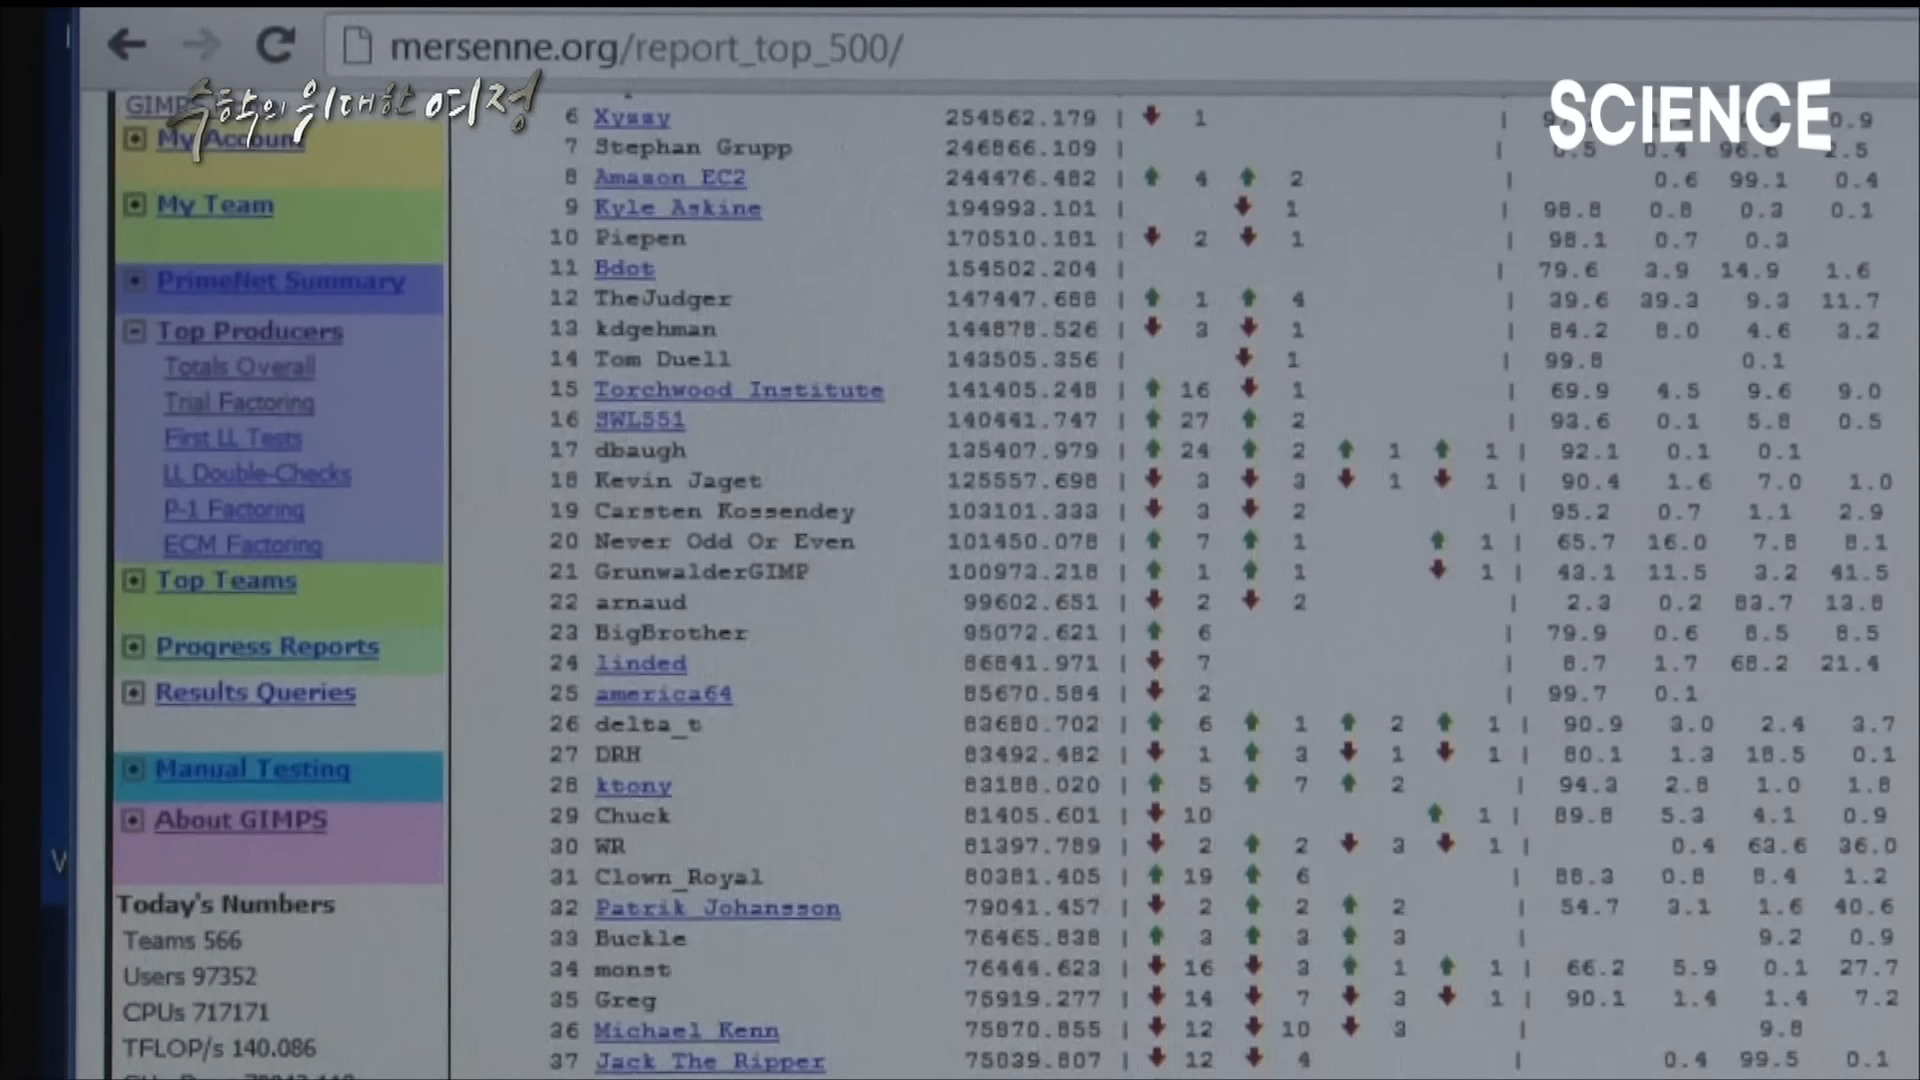 mersenne.org/report_top_500/
수학의 위대한 여정
SCIENCE
GIMPS
My Account
My Team
PrimeNet Summary
Top Producers
Totals Overall
Trial Factoring
First LL Tests
LL Double-Checks
P-1 Factoring
ECM Factoring
Top Teams
Progress Reports
Results Queries
Manual Testing
About GIMPS
Today's Numbers
Teams 566
Users 97352
CPUs 717171
TFLOP/s 140.086
6 Xyzzy 254562.179 | 1 | 0.9
7 Stephan Grupp 246866.109 | | 0.5 0.4 96.6 2.5
8 Amazon EC2 244476.482 | 4 2 | 0.6 99.1 0.4
9 Kyle Askine 194993.101 | 1 | 98.8 0.8 0.3 0.1
10 Piepen 170510.181 | 2 1 | 98.1 0.7 0.3
11 Bdot 154502.204 | | 79.6 3.9 14.9 1.6
12 TheJudger 147447.688 | 1 4 | 39.6 39.3 9.3 11.7
13 kdgehman 144878.526 | 3 1 | 84.2 8.0 4.6 3.2
14 Tom Duell 143505.356 | 1 | 99.8 0.1
15 Torchwood Institute 141405.248 | 16 1 | 69.9 4.5 9.6 9.0
16 SWL551 140441.747 | 27 2 | 93.6 0.1 5.8 0.5
17 dbaugh 135407.979 | 24 2 1 1 | 92.1 0.1 0.1
18 Kevin Jaget 125557.698 | 3 3 1 1 | 90.4 1.6 7.0 1.0
19 Carsten Kossendey 103101.333 | 3 2 | 95.2 0.7 1.1 2.9
20 Never Odd Or Even 101450.078 | 7 1 1 | 65.7 16.0 7.8 8.1
21 GrunwalderGIMP 100973.218 | 1 1 1 | 43.1 11.5 3.2 41.5
22 arnaud 99602.651 | 2 2 | 2.3 0.2 83.7 13.8
23 BigBrother 95072.621 | 6 | 79.9 0.6 8.5 8.5
24 linded 86841.971 | 7 | 8.7 1.7 68.2 21.4
25 america64 85670.584 | 2 | 99.7 0.1
26 delta_t 83680.702 | 6 1 2 1 | 90.9 3.0 2.4 3.7
27 DRH 83492.482 | 1 3 1 1 | 80.1 1.3 18.5 0.1
28 ktony 83188.020 | 5 7 2 | 94.3 2.8 1.0 1.8
29 Chuck 81405.601 | 10 1 | 89.8 5.3 4.1 0.9
30 WR 81397.789 | 2 2 3 1 | 0.4 63.6 36.0
31 Clown_Royal 80381.405 | 19 6 | 88.3 0.8 8.4 1.2
32 Patrik Johansson 79041.457 | 2 2 2 | 54.7 3.1 1.6 40.6
33 Buckle 76465.838 | 3 3 3 | 9.2 0.9
34 monst 76444.623 | 16 3 1 1 | 66.2 5.9 0.1 27.7
35 Greg 75919.277 | 14 7 3 1 | 90.1 1.4 1.4 7.2
36 Michael Kenn 75870.855 | 12 10 3 | 9.8
37 Jack The Ripper 75039.807 | 12 4 | 0.4 99.5 0.1